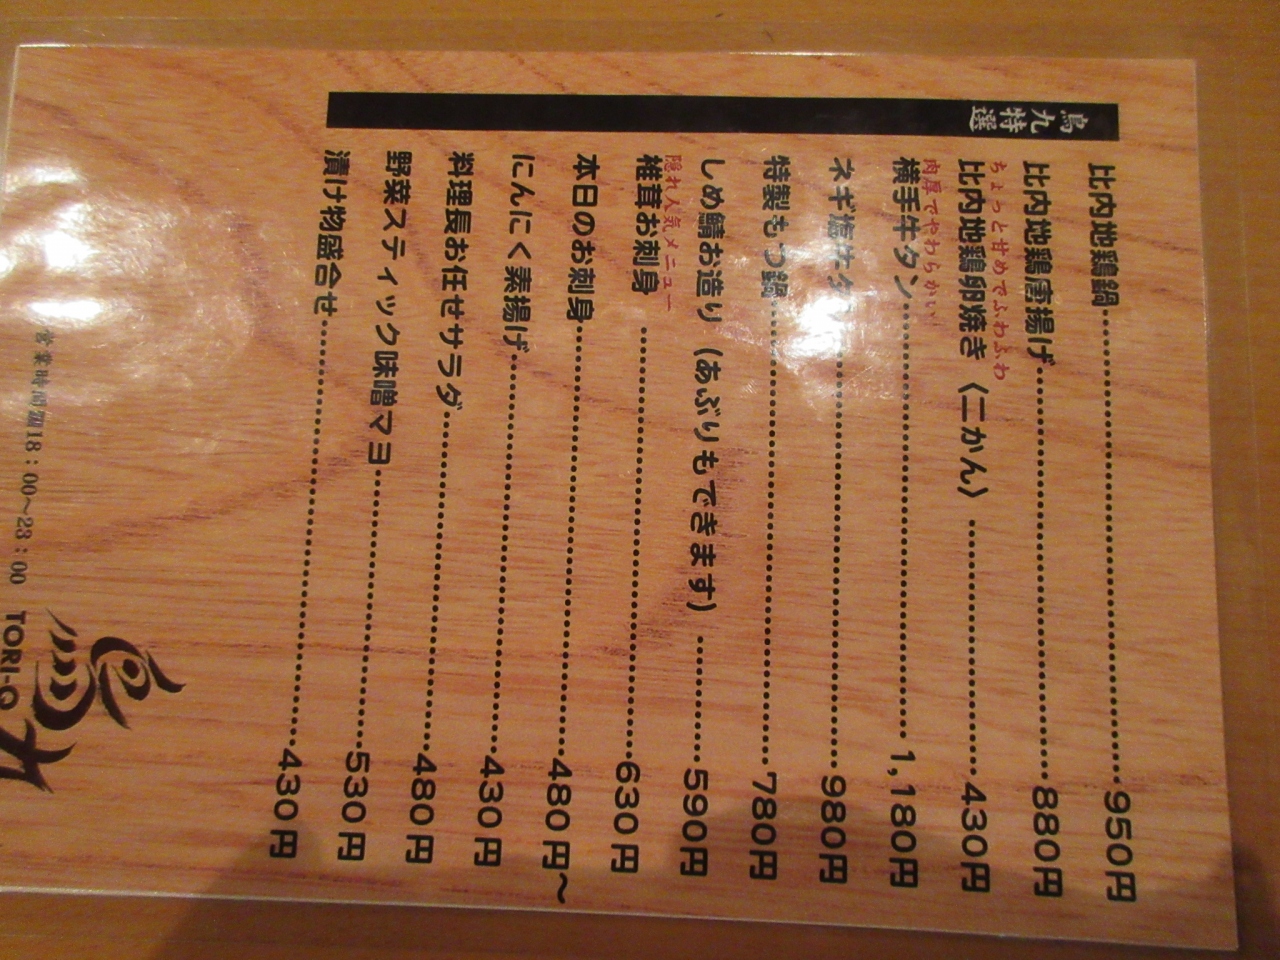 鳥九特選
比内地鶏鍋 950円
比内地鶏唐揚げ 880円
ちょっと甘めでふわふわ
比内地鶏卵焼き〈二かん〉 430円
肉厚でやわらかい
横手牛タン 1,180円
ネギ塩牛タン 980円
特製もつ鍋 780円
しめ鯖お造り（あぶりもできます） 590円
隠れ人気メニュー
椎茸お刺身 630円
本日のお刺身 480円～
にんにく素揚げ 430円
料理長お任せサラダ 480円
野菜スティック味噌マヨ 530円
漬け物盛合せ 430円
営業時間 18：00～23：00
鳥九
TORI-Q